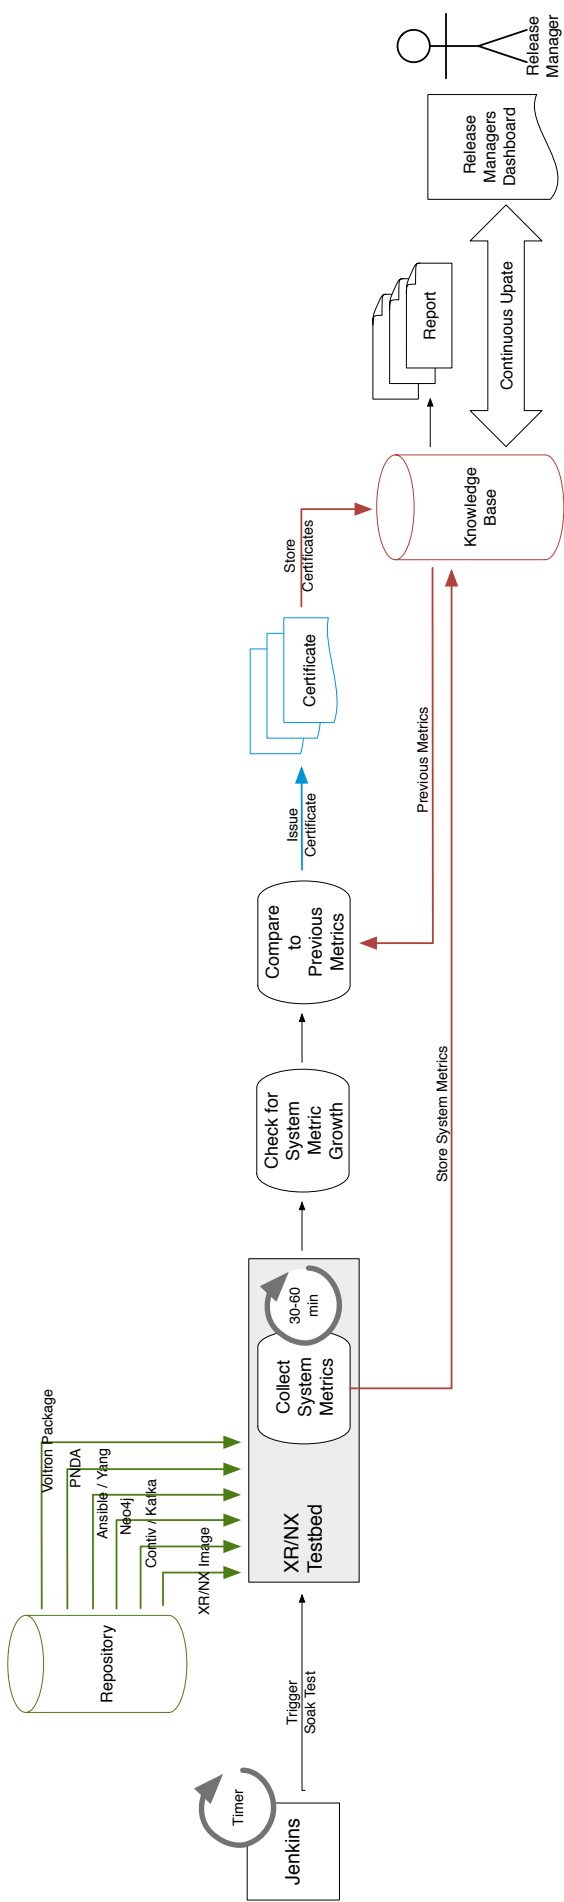 Timer
Jenkins
Trigger
Soak Test
Repository
Voltron Package
PNDA
Ansible / Yang
Neo4j
Contiv / Kafka
XR/NX Image
XR/NX
Testbed
Collect
System
Metrics
30-60
min
Check for
System
Metric
Growth
Compare
to
Previous
Metrics
Issue
Certificate
Certificate
Store
Certificates
Previous Metrics
Store System Metrics
Knowledge
Base
Report
Continuous Upate
Release
Managers
Dashboard
Release
Manager